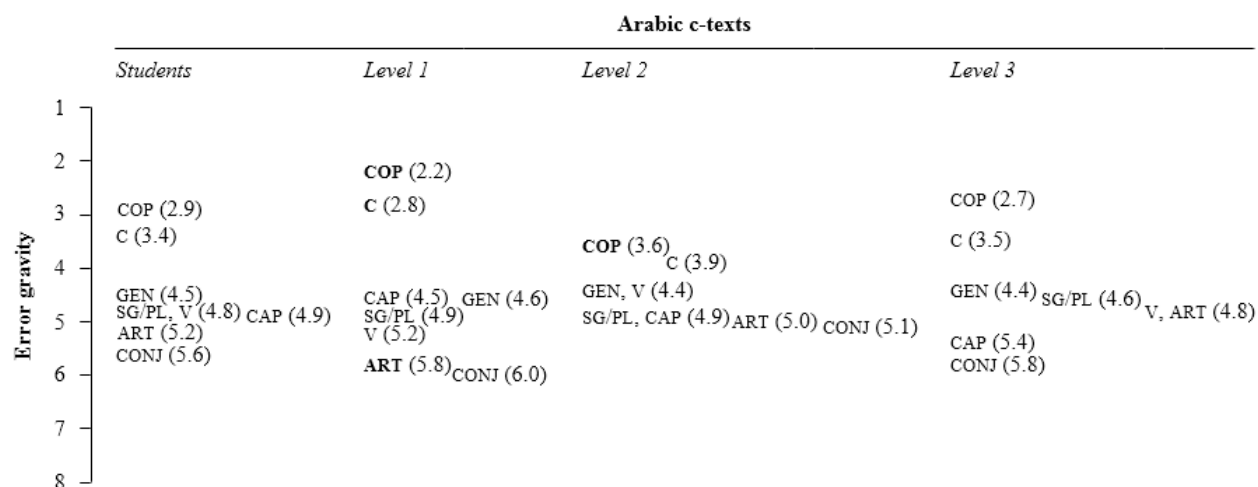 Arabic c-texts
Students Level 1 Level 2 Level 3
Error gravity
1
2
3
4
5
6
7
8
COP (2.9)
C (3.4)
GEN (4.5)
SG/PL, V (4.8) CAP (4.9)
ART (5.2)
CONJ (5.6)
COP (2.2)
C (2.8)
CAP (4.5) GEN (4.6)
SG/PL (4.9)
V (5.2)
ART (5.8) CONJ (6.0)
COP (3.6) C (3.9)
GEN, V (4.4)
SG/PL, CAP (4.9) ART (5.0) CONJ (5.1)
COP (2.7)
C (3.5)
GEN (4.4) SG/PL (4.6) V, ART (4.8)
CAP (5.4)
CONJ (5.8)